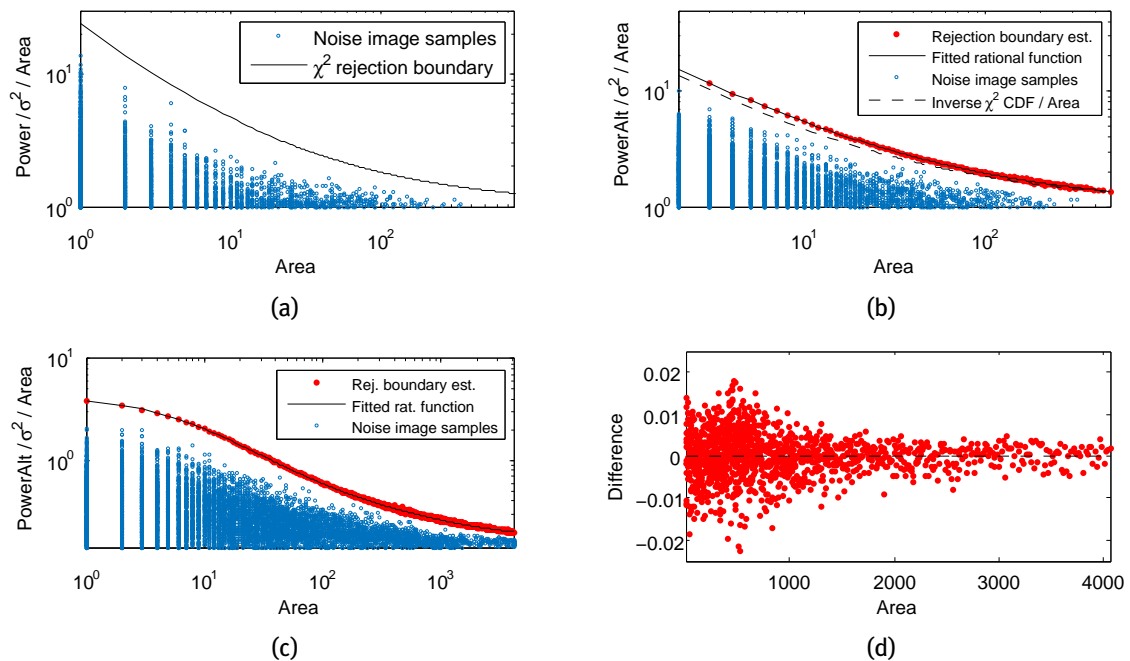 Noise image samples
χ² rejection boundary
Power / σ² / Area
10¹
10⁰
10⁰ 10¹ 10²
Area
(a)
Rejection boundary est.
Fitted rational function
Noise image samples
Inverse χ² CDF / Area
PowerAlt / σ² / Area
10¹
10⁰
10¹ 10²
Area
(b)
Rej. boundary est.
Fitted rat. function
Noise image samples
PowerAlt / σ² / Area
10¹
10⁰
10⁰ 10¹ 10² 10³
Area
(c)
Difference
0.02
0.01
0
−0.01
−0.02
1000 2000 3000 4000
Area
(d)